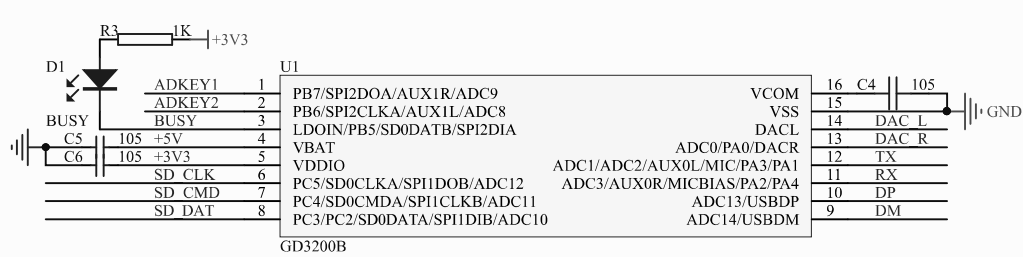 R3 1K +3V3
D1 U1
ADKEY1 1 PB7/SPI2DOA/AUX1R/ADC9 VCOM 16 C4 105
ADKEY2 2 PB6/SPI2CLKA/AUX1L/ADC8 VSS 15 GND
BUSY BUSY 3 LDOIN/PB5/SD0DATB/SPI2DIA DACL 14 DAC_L
C5 105 +5V 4 VBAT ADC0/PA0/DACR 13 DAC_R
C6 105 +3V3 5 VDDIO ADC1/ADC2/AUX0L/MIC/PA3/PA1 12 TX
SD_CLK 6 PC5/SD0CLKA/SPI1DOB/ADC12 ADC3/AUX0R/MICBIAS/PA2/PA4 11 RX
SD_CMD 7 PC4/SD0CMDA/SPI1CLKB/ADC11 ADC13/USBDP 10 DP
SD_DAT 8 PC3/PC2/SD0DATA/SPI1DIB/ADC10 ADC14/USBDM 9 DM
GD3200B